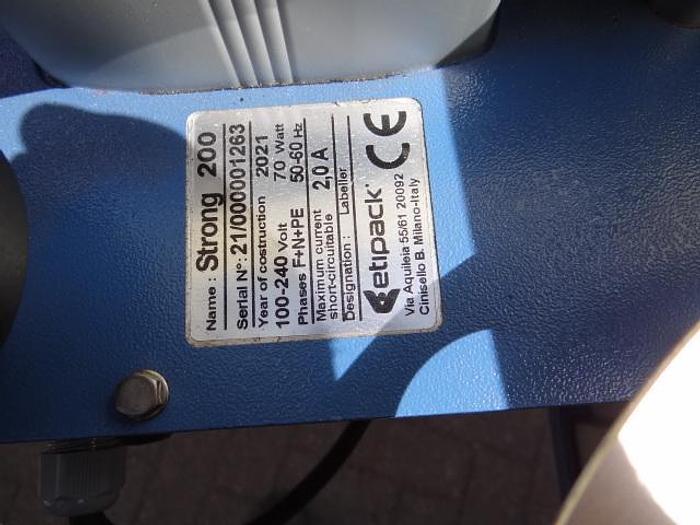 Name : Strong 200
Serial N°: 21/000001263
Year of costruction 2021
100-240 Volt 70 Watt
Phases F+N+PE 50-60 Hz
Maximum current
short-circuitable 2,0 A
Designation : Labeller
etipack
Via Aquileia 55/61 20092
Cinisello B. Milano-Italy
CE